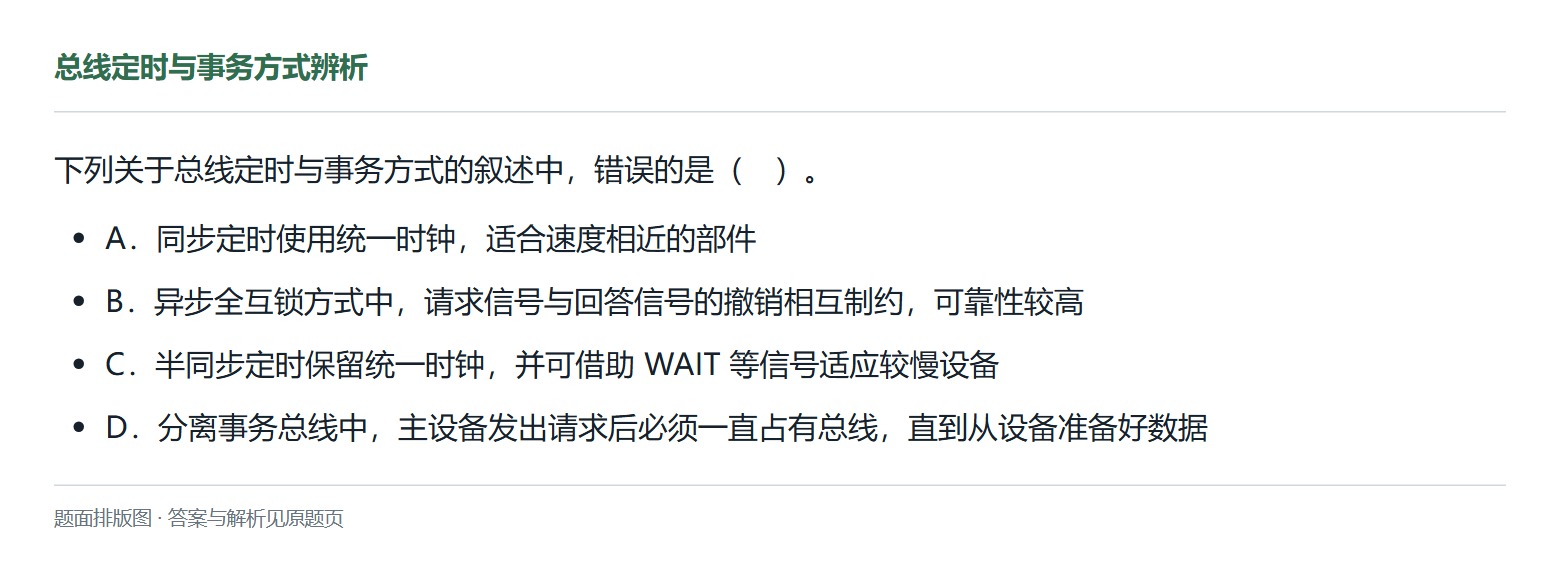 总线定时与事务方式辨析
下列关于总线定时与事务方式的叙述中，错误的是（　）。
• A．同步定时使用统一时钟，适合速度相近的部件
• B．异步全互锁方式中，请求信号与回答信号的撤销相互制约，可靠性较高
• C．半同步定时保留统一时钟，并可借助 WAIT 等信号适应较慢设备
• D．分离事务总线中，主设备发出请求后必须一直占有总线，直到从设备准备好数据
题面排版图 · 答案与解析见原题页